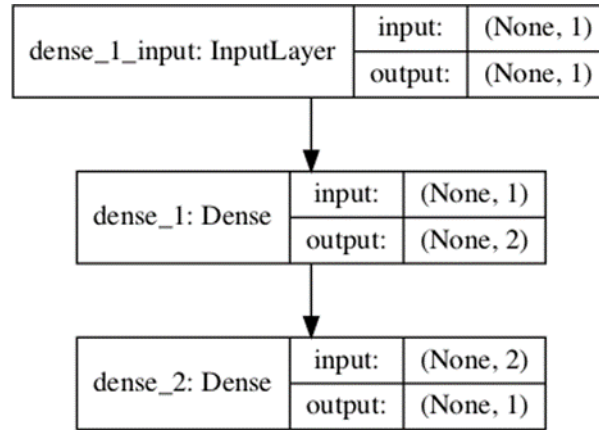 dense_1_input: InputLayer
input: (None, 1)
output: (None, 1)
dense_1: Dense
input: (None, 1)
output: (None, 2)
dense_2: Dense
input: (None, 2)
output: (None, 1)